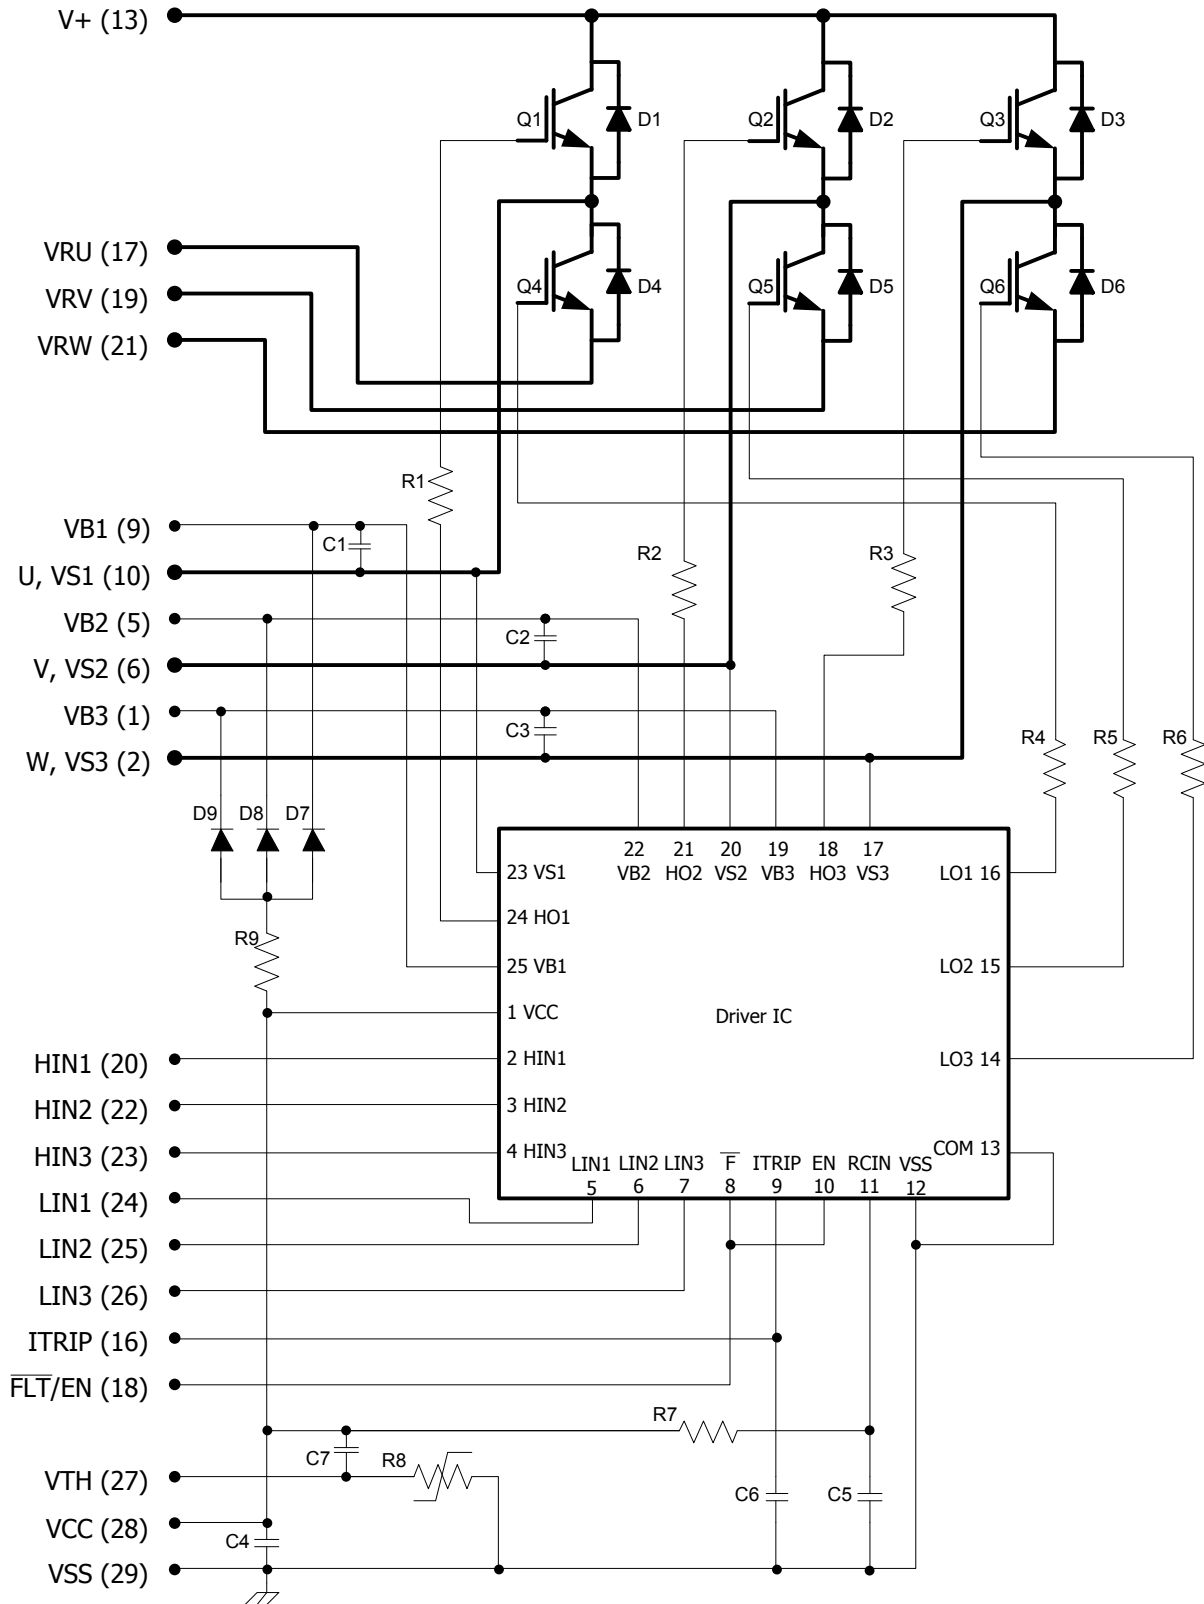 V+ (13)
Q1
D1
Q2
D2
Q3
D3
VRU (17)
VRV (19)
VRW (21)
Q4
D4
Q5
D5
Q6
D6
R1
VB1 (9)
C1
U, VS1 (10)
R2
R3
VB2 (5)
C2
V, VS2 (6)
VB3 (1)
C3
W, VS3 (2)
R4
R5
R6
D9
D8
D7
22
21
20
19
18
17
VB2
HO2
VS2
VB3
HO3
VS3
23 VS1
LO1 16
24 HO1
R9
25 VB1
LO2 15
1 VCC
Driver IC
HIN1 (20)
2 HIN1
LO3 14
HIN2 (22)
3 HIN2
HIN3 (23)
4 HIN3
COM 13
LIN1
LIN2
LIN3
F
ITRIP
EN
RCIN
VSS
5
6
7
8
9
10
11
12
LIN1 (24)
LIN2 (25)
LIN3 (26)
ITRIP (16)
FLT/EN (18)
R7
C7
R8
VTH (27)
C6
C5
VCC (28)
C4
VSS (29)